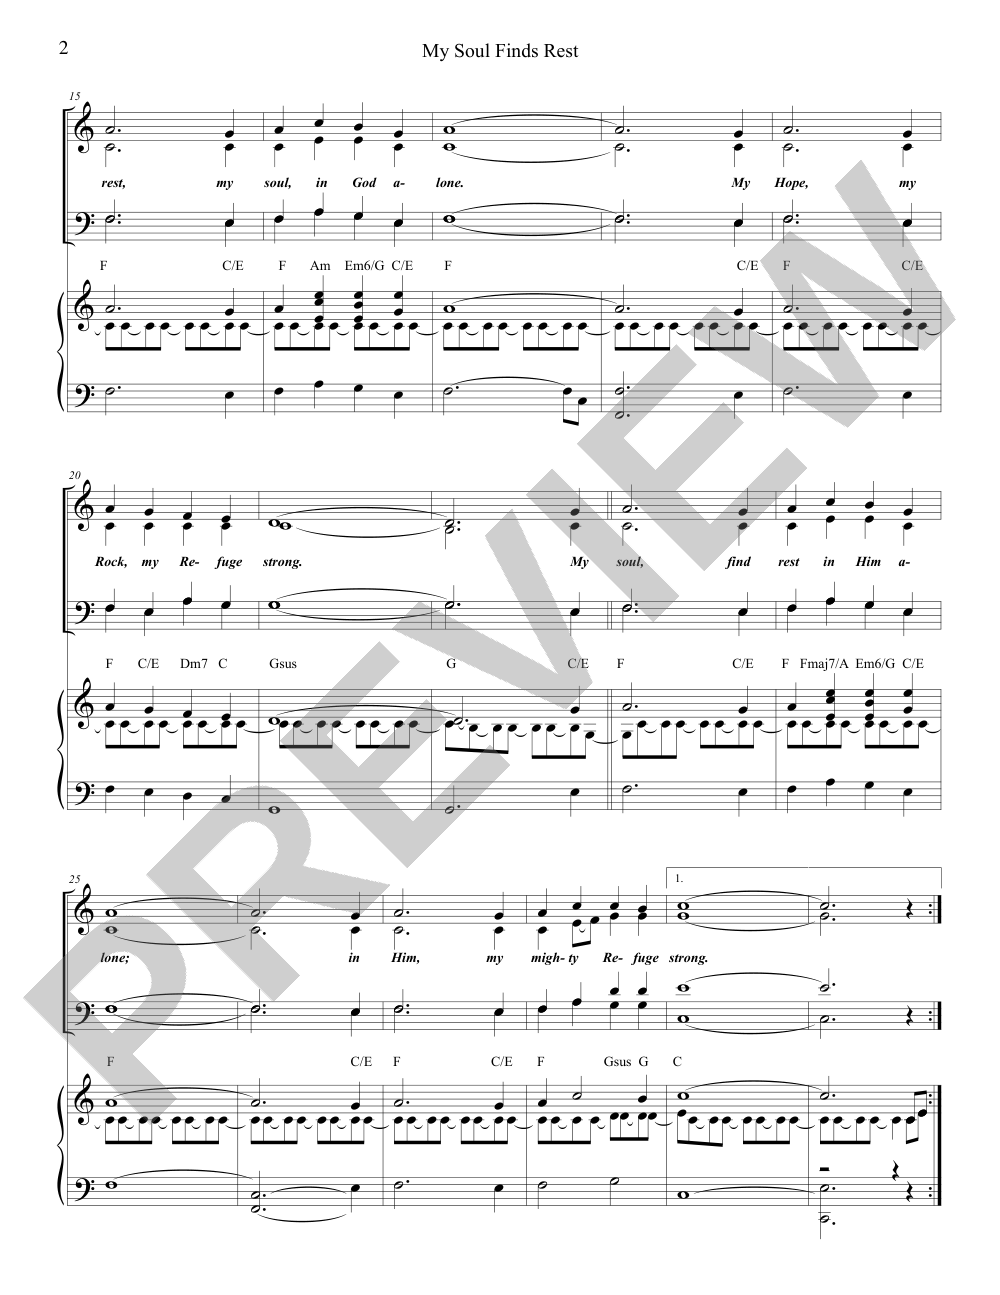 2
My Soul Finds Rest
15
rest, my soul, in God a- lone. My Hope, my
F C/E F Am Em6/G C/E F C/E F C/E
20
Rock, my Re- fuge strong. My soul, find rest in Him a-
F C/E Dm7 C Gsus G C/E F C/E F Fmaj7/A Em6/G C/E
25
1.
lone; in Him, my migh- ty Re- fuge strong.
F C/E F C/E F Gsus G C
PREVIEW